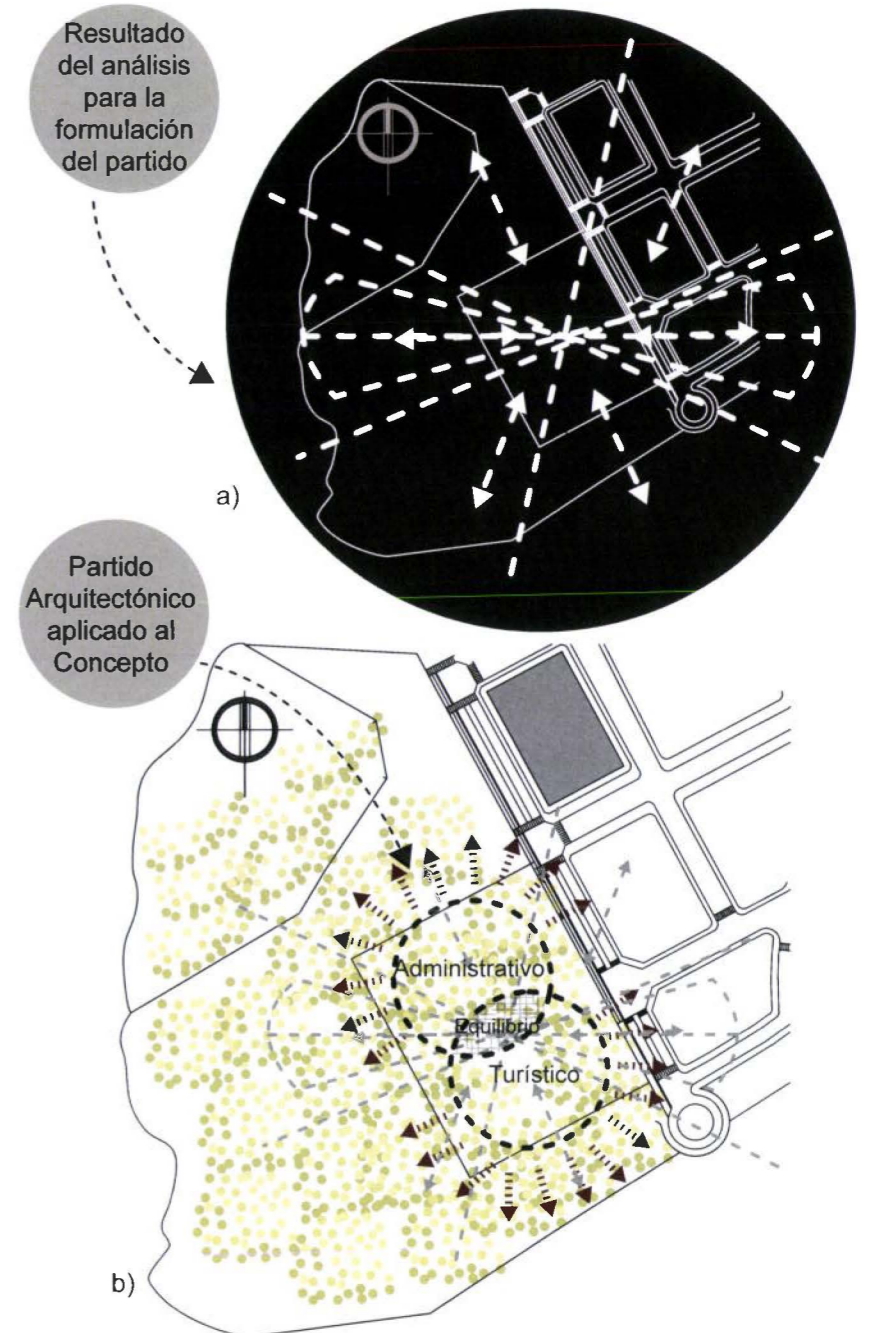 Resultado
del análisis
para la
formulación
del partido
a)
Partido
Arquitectónico
aplicado al
Concepto
Administrativo
Equilibrio
Turístico
b)